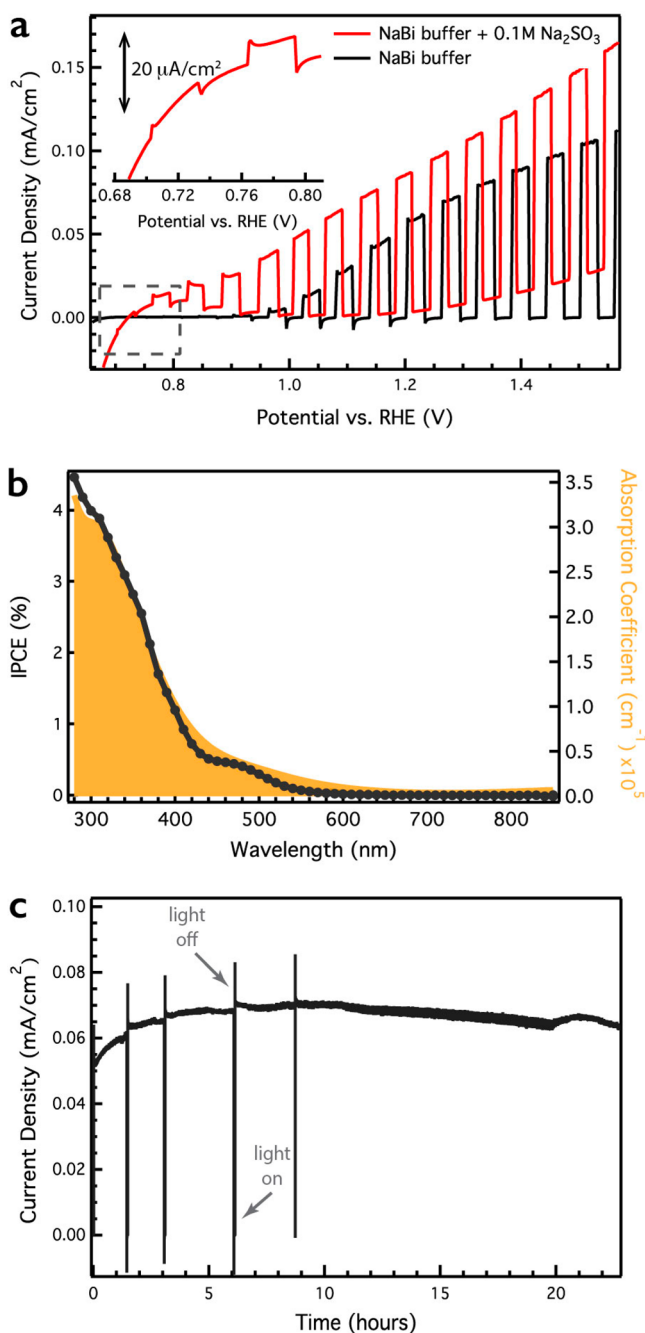 a
NaBi buffer + 0.1M Na₂SO₃
NaBi buffer
20 μA/cm²
0.68 0.72 0.76 0.80
Potential vs. RHE (V)
0.15
0.10
0.05
0.00
Current Density (mA/cm²)
0.8 1.0 1.2 1.4
Potential vs. RHE (V)
b
4
3
2
1
0
IPCE (%)
3.5
3.0
2.5
2.0
1.5
1.0
0.5
0.0
Absorption Coefficient (cm⁻¹) x10⁵
300 400 500 600 700 800
Wavelength (nm)
c
0.10
0.08
0.06
0.04
0.02
0.00
Current Density (mA/cm²)
light
off
light
on
0 5 10 15 20
Time (hours)